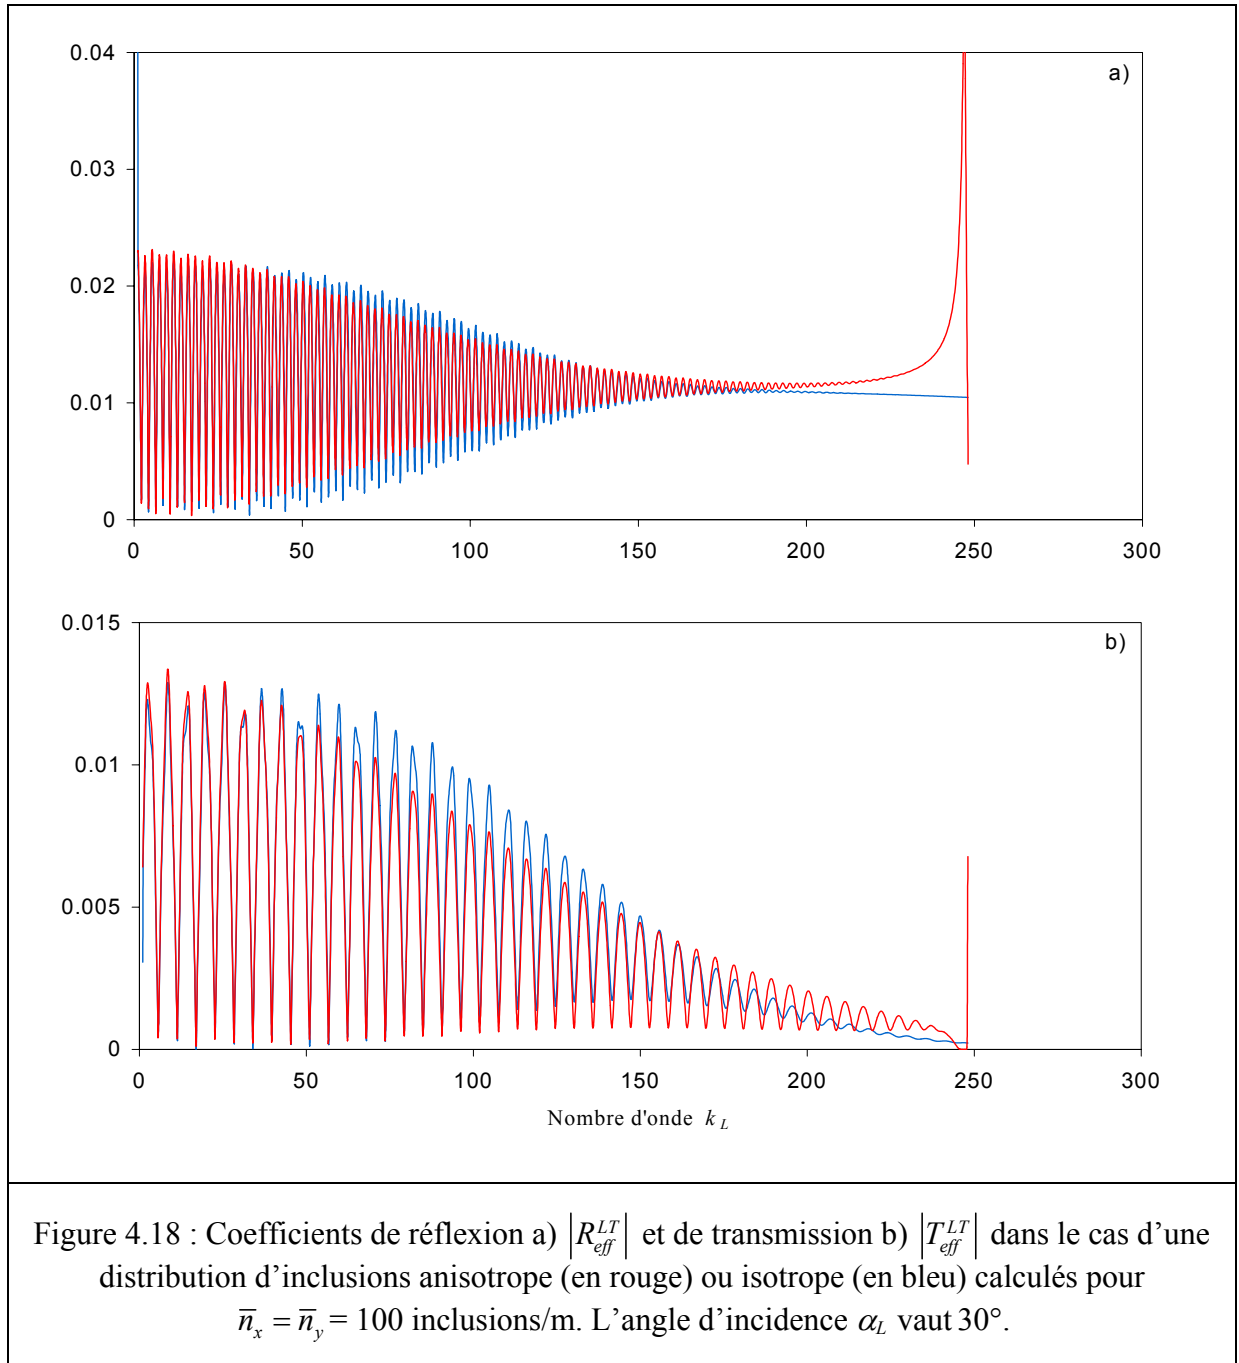 0.04
a)
0.03
0.02
0.01
0
0 50 100 150 200 250 300
0.015
b)
0.01
0.005
0
0 50 100 150 200 250 300
Nombre d'onde k_L
Figure 4.18 : Coefficients de réflexion a) |R_eff^LT| et de transmission b) |T_eff^LT| dans le cas d’une
distribution d’inclusions anisotrope (en rouge) ou isotrope (en bleu) calculés pour
n̅_x = n̅_y = 100 inclusions/m. L’angle d’incidence α_L vaut 30°.